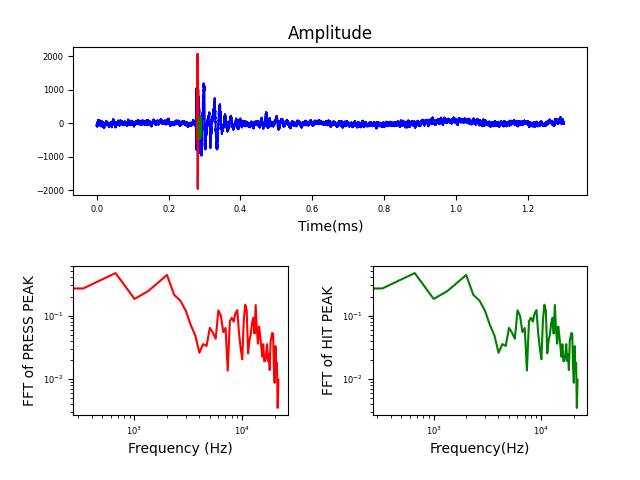 Amplitude
2000
1000
0
−1000
−2000
0.0 0.2 0.4 0.6 0.8 1.0 1.2
Time(ms)
FFT of PRESS PEAK
10⁻¹
10⁻²
10³ 10⁴
Frequency (Hz)
FFT of HIT PEAK
10⁻¹
10⁻²
10³ 10⁴
Frequency(Hz)